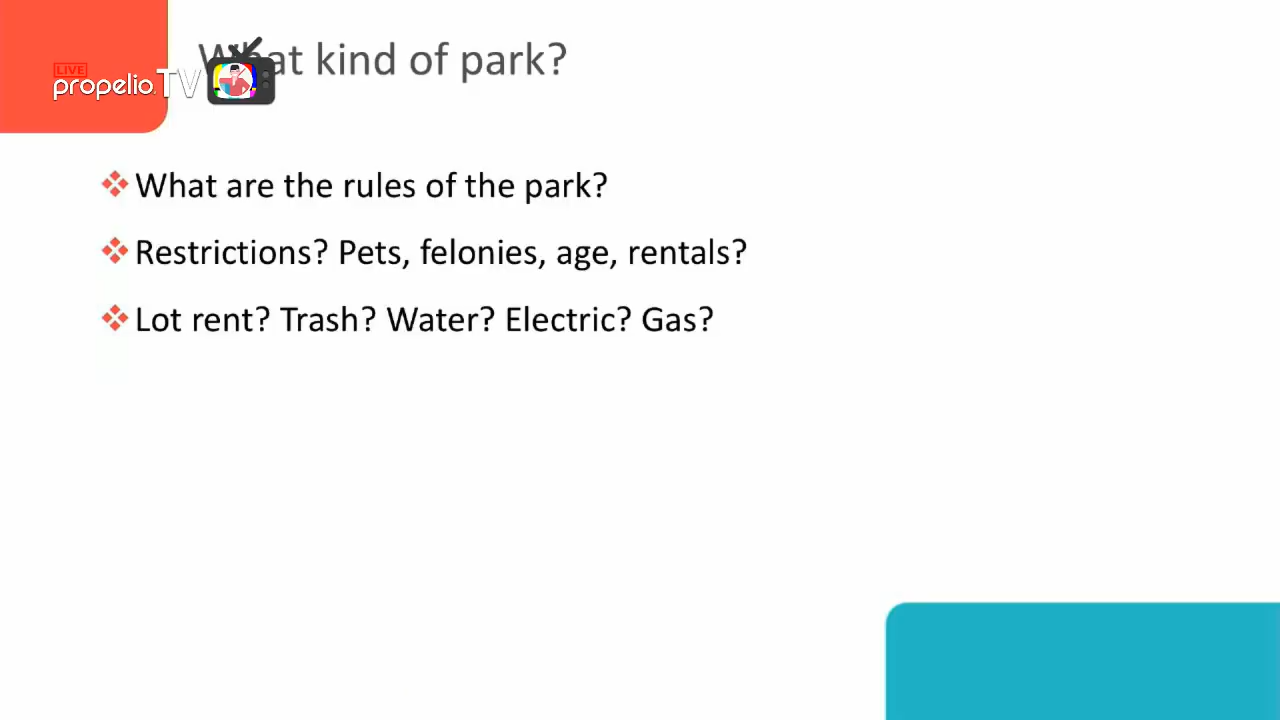 What kind of park?
LIVE
propelio.TV
What are the rules of the park?
Restrictions? Pets, felonies, age, rentals?
Lot rent? Trash? Water? Electric? Gas?